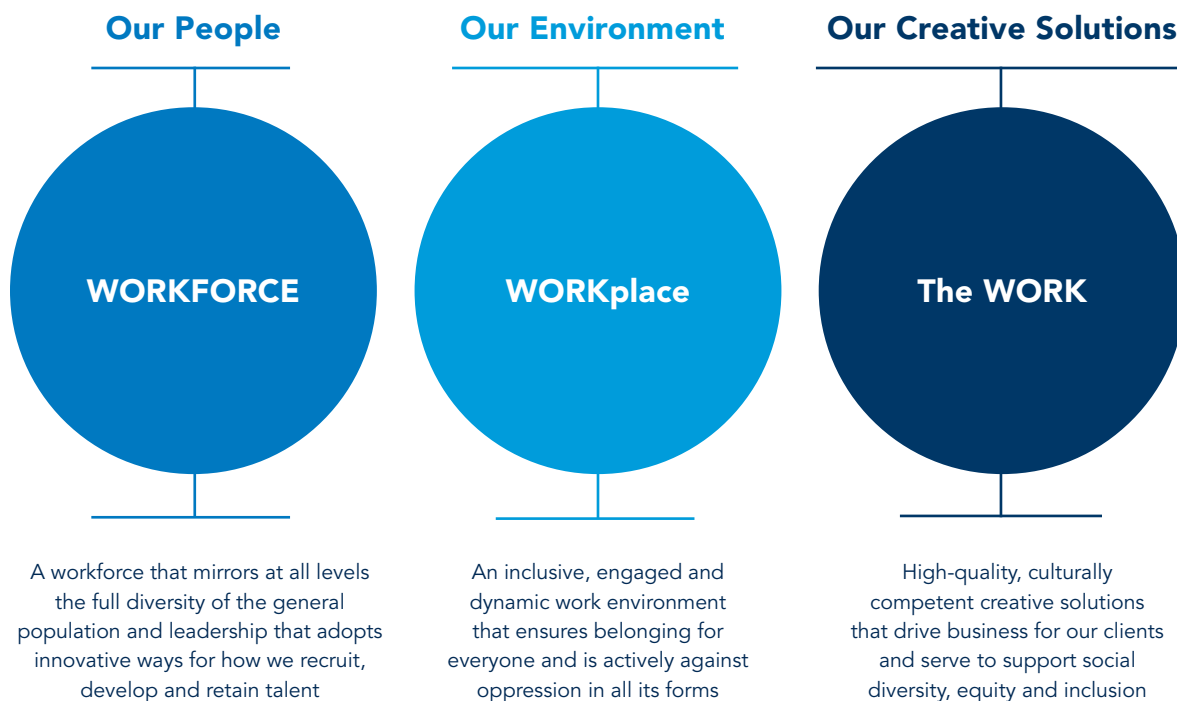 Our People
WORKFORCE
A workforce that mirrors at all levels
the full diversity of the general
population and leadership that adopts
innovative ways for how we recruit,
develop and retain talent
Our Environment
WORKplace
An inclusive, engaged and
dynamic work environment
that ensures belonging for
everyone and is actively against
oppression in all its forms
Our Creative Solutions
The WORK
High-quality, culturally
competent creative solutions
that drive business for our clients
and serve to support social
diversity, equity and inclusion